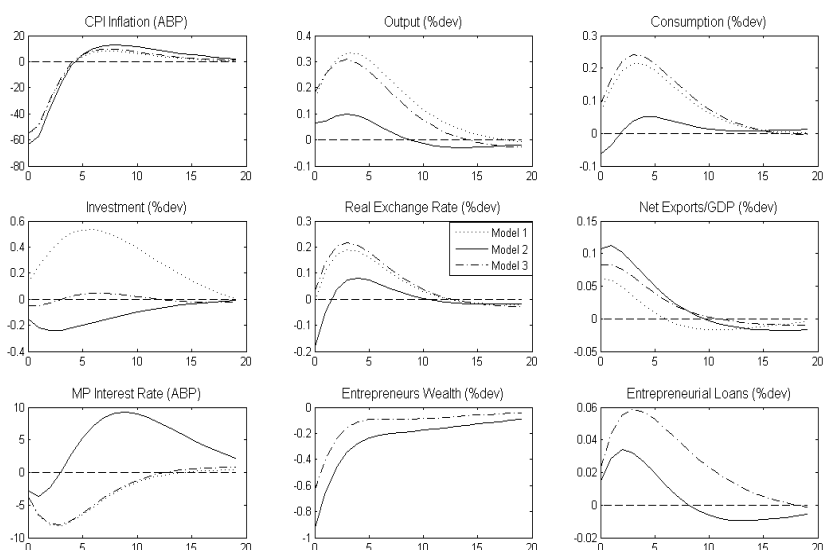 CPI Inflation (ABP)
20
0
-20
-40
-60
-80
0 5 10 15 20
Output (%dev)
0.4
0.3
0.2
0.1
0
-0.1
0 5 10 15 20
Consumption (%dev)
0.3
0.2
0.1
0
-0.1
0 5 10 15 20
Investment (%dev)
0.6
0.4
0.2
0
-0.2
-0.4
0 5 10 15 20
Real Exchange Rate (%dev)
0.3
0.2
0.1
0
-0.1
-0.2
0 5 10 15 20
Model 1
Model 2
Model 3
Net Exports/GDP (%dev)
0.15
0.1
0.05
0
-0.05
0 5 10 15 20
MP Interest Rate (ABP)
10
5
0
-5
-10
0 5 10 15 20
Entrepreneurs Wealth (%dev)
0
-0.2
-0.4
-0.6
-0.8
-1
0 5 10 15 20
Entrepreneurial Loans (%dev)
0.06
0.04
0.02
0
-0.02
0 5 10 15 20